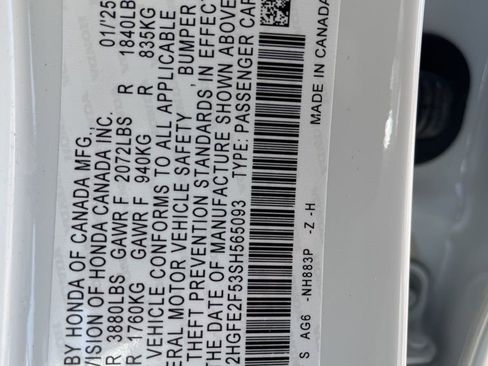 BY HONDA OF CANADA MFG.,
VISION OF HONDA CANADA INC. 01/25
R 3880LBS GAWR F 2072LBS R 1840LB
R 1760KG GAWR F 940KG R 835KG
VEHICLE CONFORMS TO ALL APPLICABLE
ERAL MOTOR VEHICLE SAFETY, BUMPER
THEFT PREVENTION STANDARDS, IN EFFECT
THE DATE OF MANUFACTURE SHOWN ABOVE
2HGFE2F53SH565093 TYPE: PASSENGER CAR
S AG6 -NH883P -Z -H MADE IN CANADA